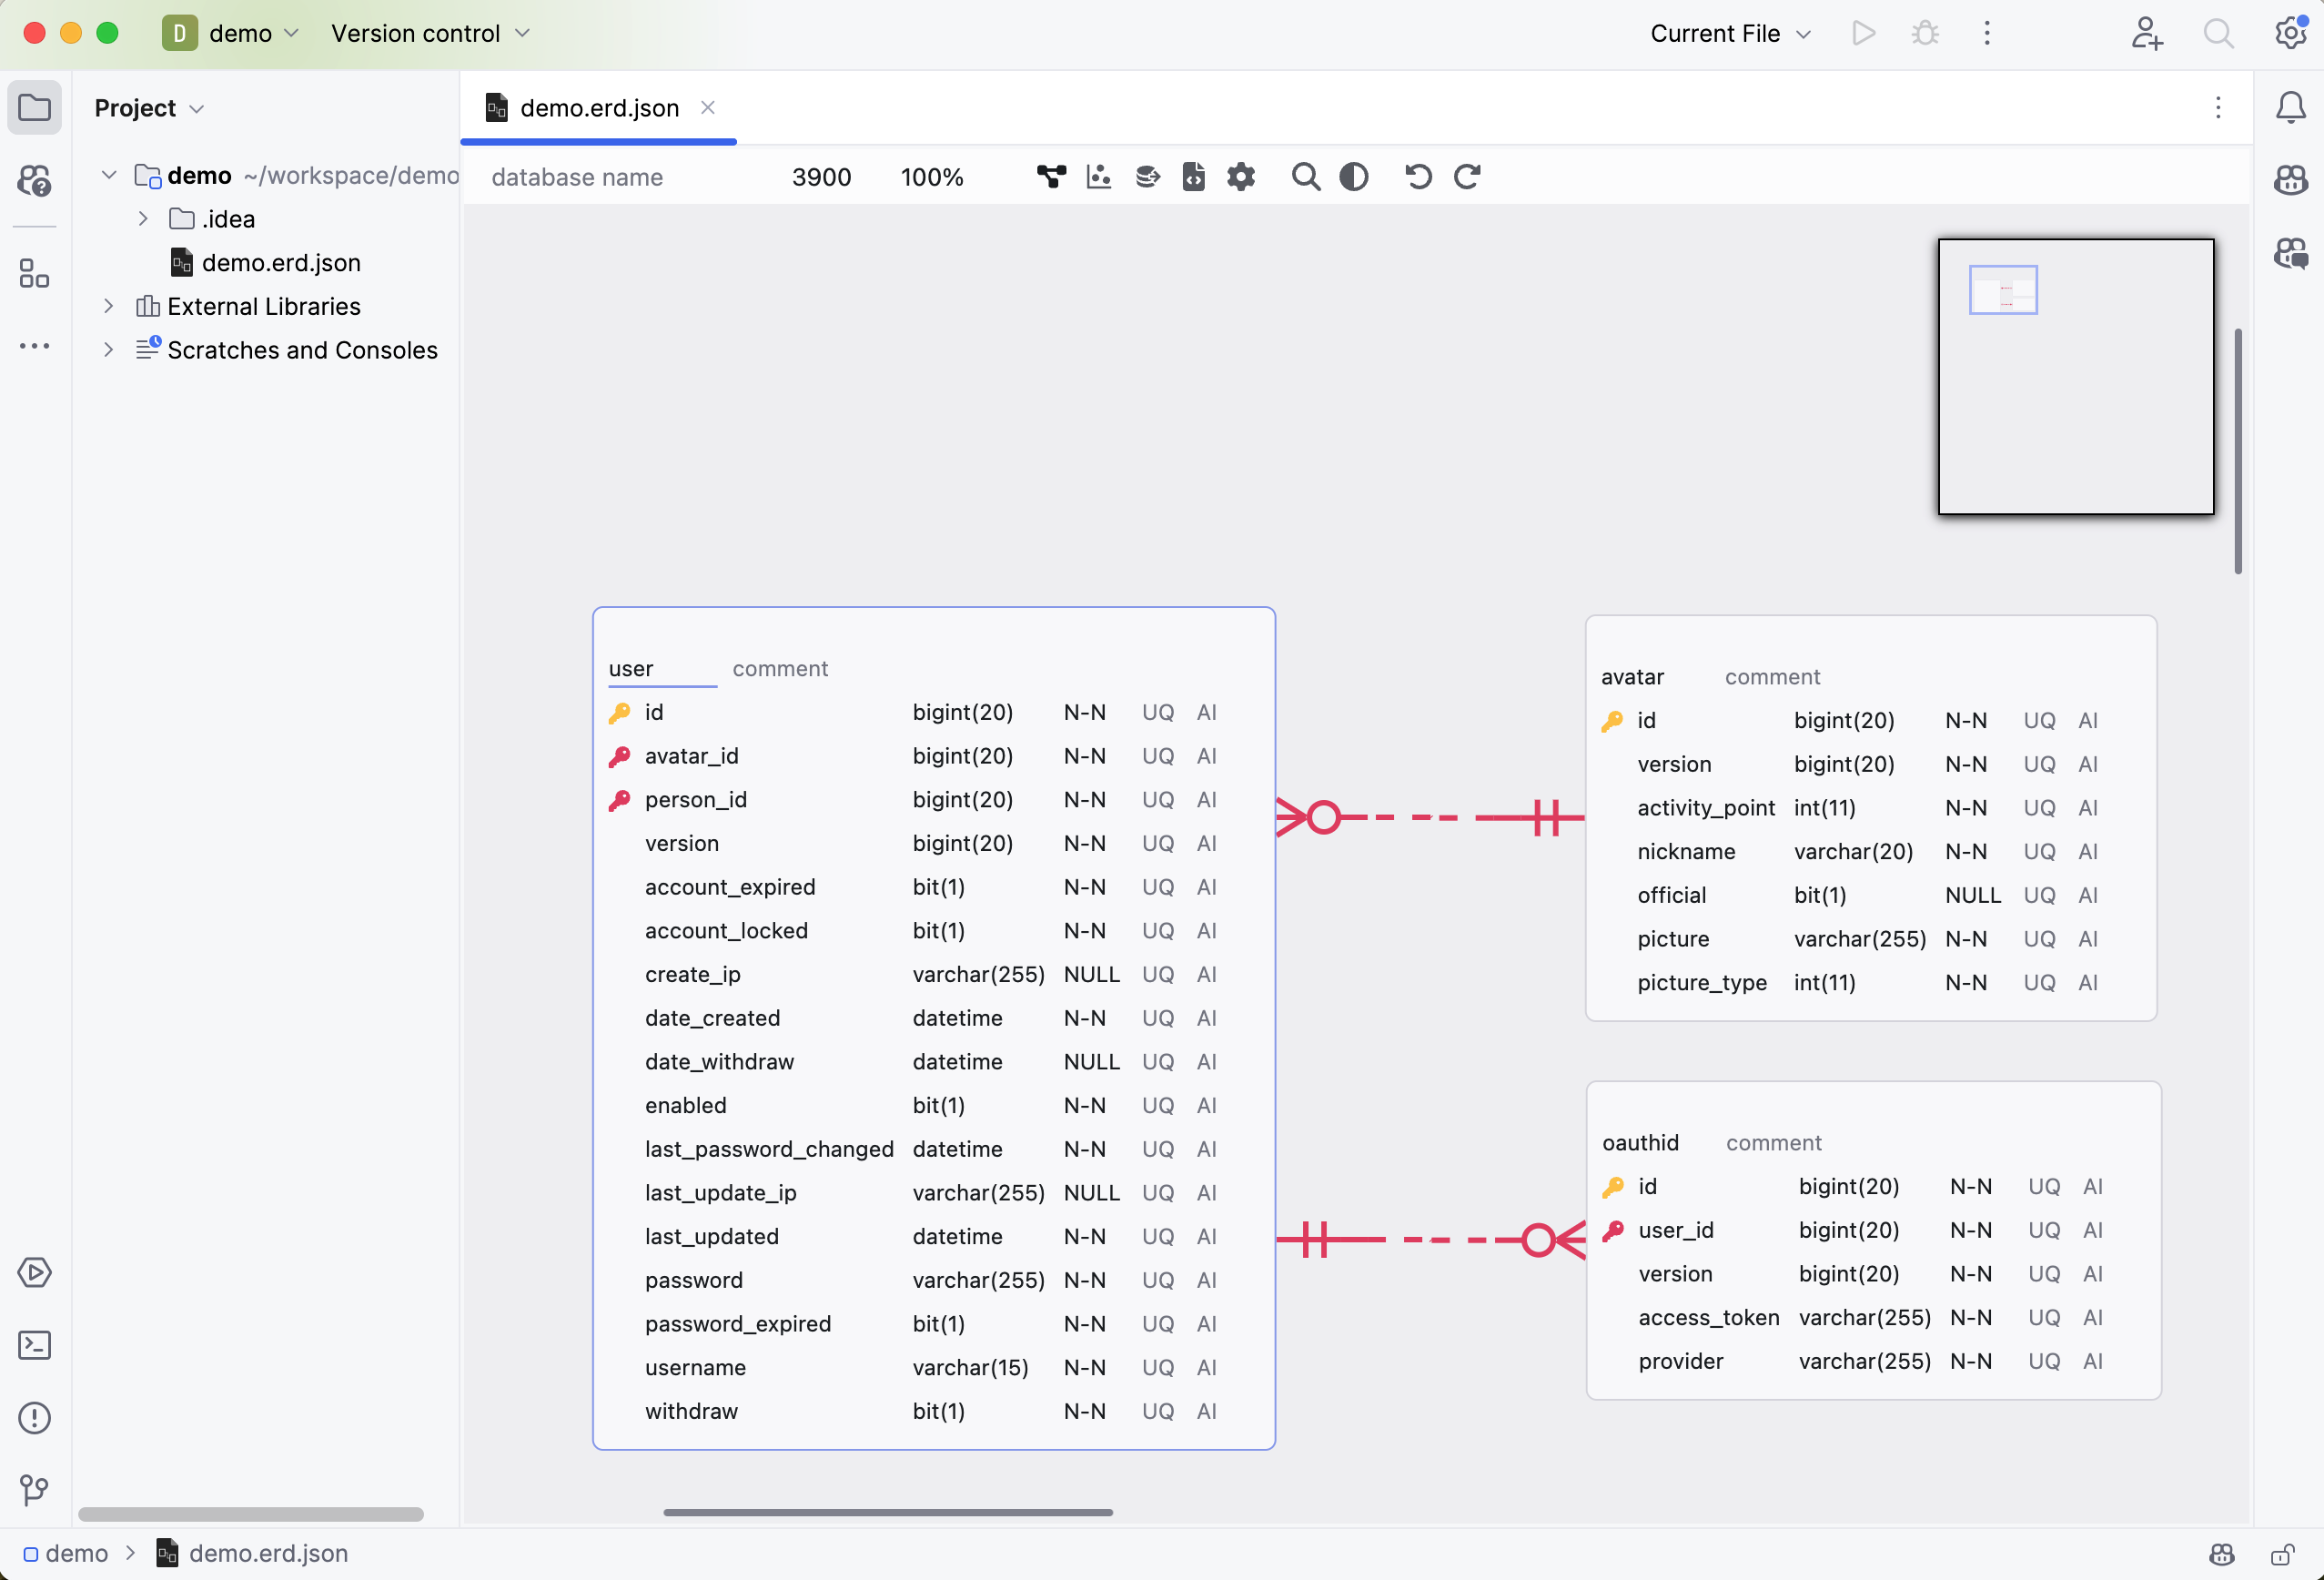 D demo Version control Current File
Project
demo.erd.json
demo ~/workspace/demo
.idea
demo.erd.json
External Libraries
Scratches and Consoles
database name 3900 100%
user comment
id bigint(20) N-N UQ AI
avatar_id bigint(20) N-N UQ AI
person_id bigint(20) N-N UQ AI
version bigint(20) N-N UQ AI
account_expired bit(1) N-N UQ AI
account_locked bit(1) N-N UQ AI
create_ip varchar(255) NULL UQ AI
date_created datetime N-N UQ AI
date_withdraw datetime NULL UQ AI
enabled bit(1) N-N UQ AI
last_password_changed datetime N-N UQ AI
last_update_ip varchar(255) NULL UQ AI
last_updated datetime N-N UQ AI
password varchar(255) N-N UQ AI
password_expired bit(1) N-N UQ AI
username varchar(15) N-N UQ AI
withdraw bit(1) N-N UQ AI
avatar comment
id bigint(20) N-N UQ AI
version bigint(20) N-N UQ AI
activity_point int(11) N-N UQ AI
nickname varchar(20) N-N UQ AI
official bit(1) NULL UQ AI
picture varchar(255) N-N UQ AI
picture_type int(11) N-N UQ AI
oauthid comment
id bigint(20) N-N UQ AI
user_id bigint(20) N-N UQ AI
version bigint(20) N-N UQ AI
access_token varchar(255) N-N UQ AI
provider varchar(255) N-N UQ AI
demo demo.erd.json